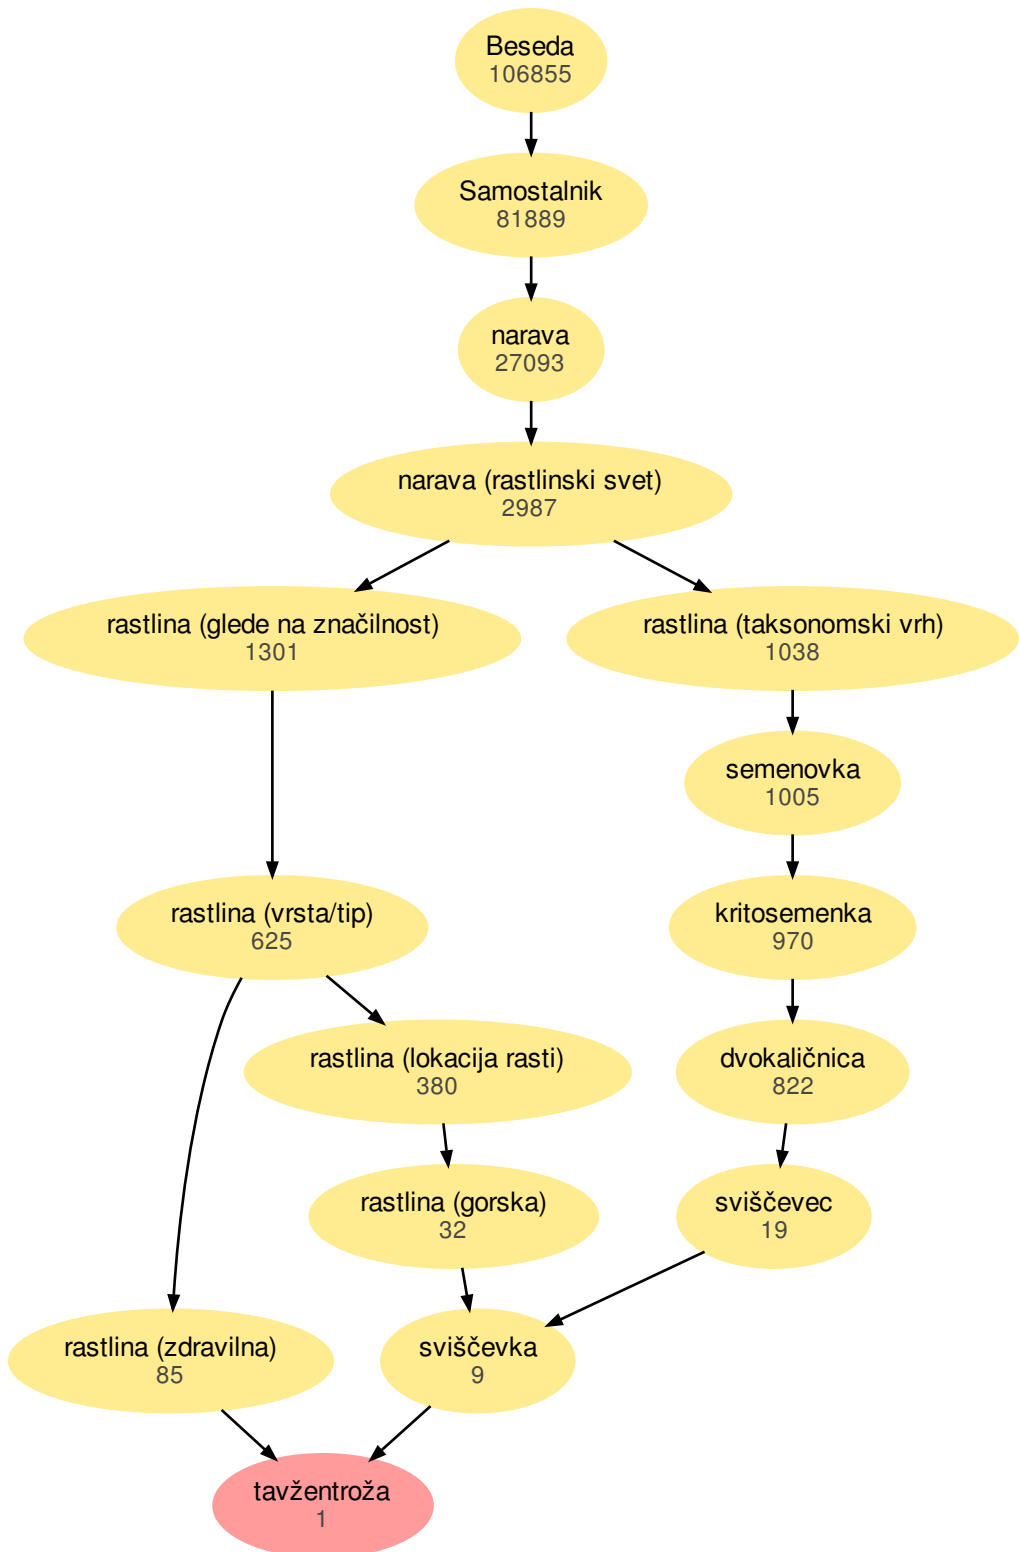 Beseda
106855
Samostalnik
81889
narava
27093
narava (rastlinski svet)
2987
rastlina (glede na značilnost)
1301
rastlina (taksonomski vrh)
1038
semenovka
1005
rastlina (vrsta/tip)
625
kritosemenka
970
rastlina (lokacija rasti)
380
dvokaličnica
822
rastlina (gorska)
32
sviščevec
19
rastlina (zdravilna)
85
sviščevka
9
tavžentroža
1